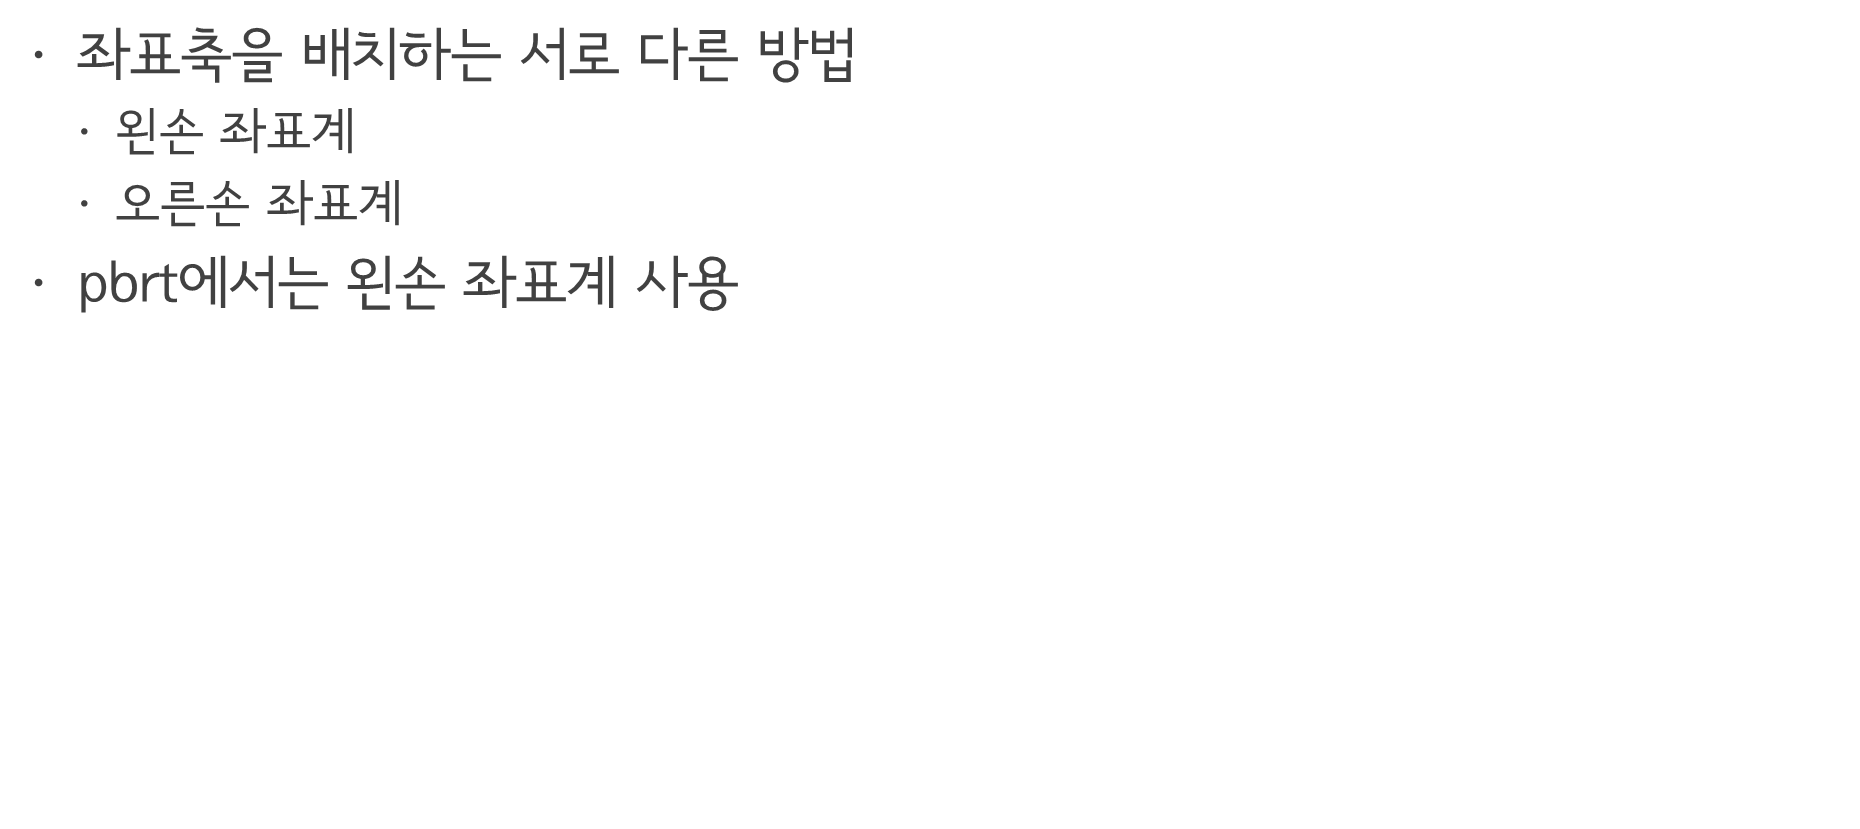 • 좌표축을 배치하는 서로 다른 방법
• 왼손 좌표계
• 오른손 좌표계
• pbrt에서는 왼손 좌표계 사용